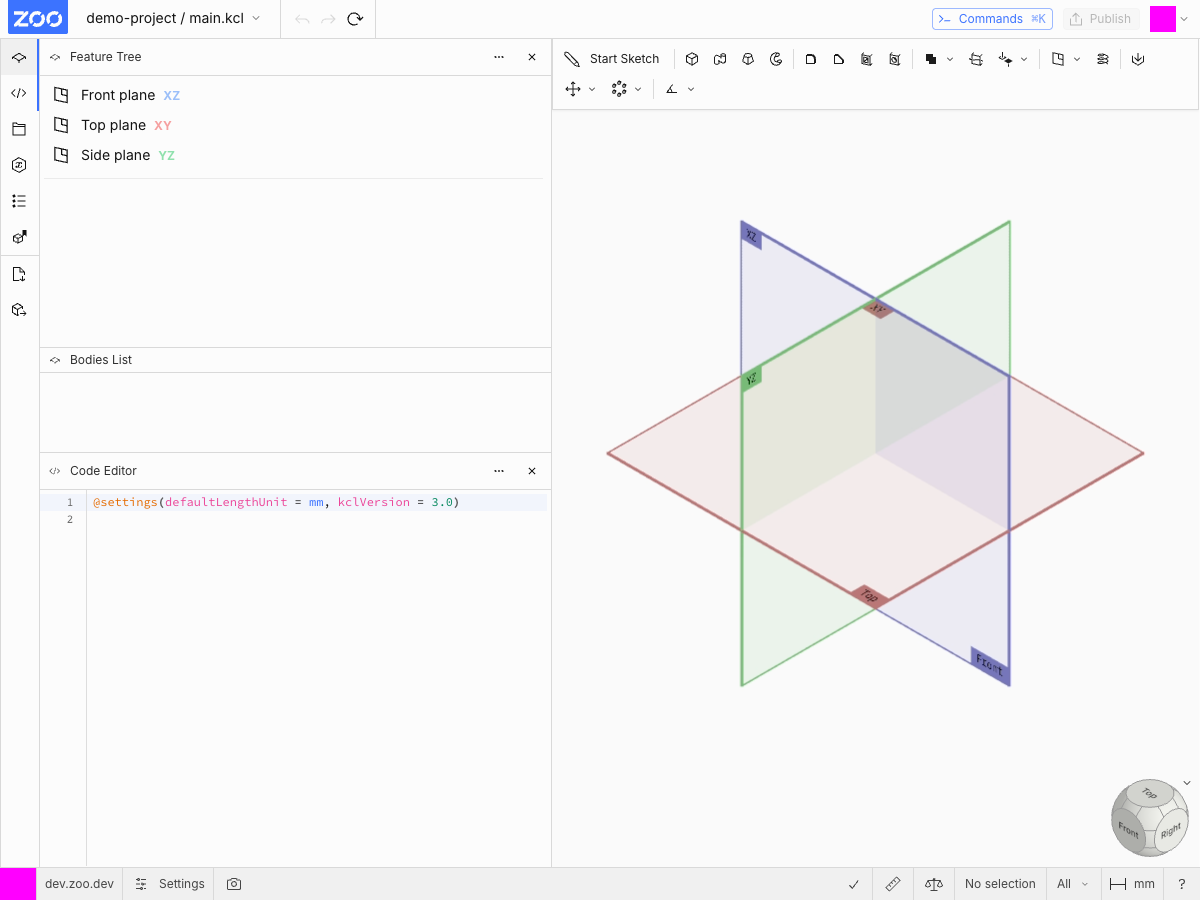 ZOO
demo-project / main.kcl
Commands ⌘K
Publish
Feature Tree
Start Sketch
Front plane XZ
Top plane XY
Side plane YZ
Bodies List
Code Editor
1 @settings(defaultLengthUnit = mm, kclVersion = 3.0)
2
XZ
XY
YZ
Top
Front
Top
Front
Right
dev.zoo.dev
Settings
No selection
All
mm
?